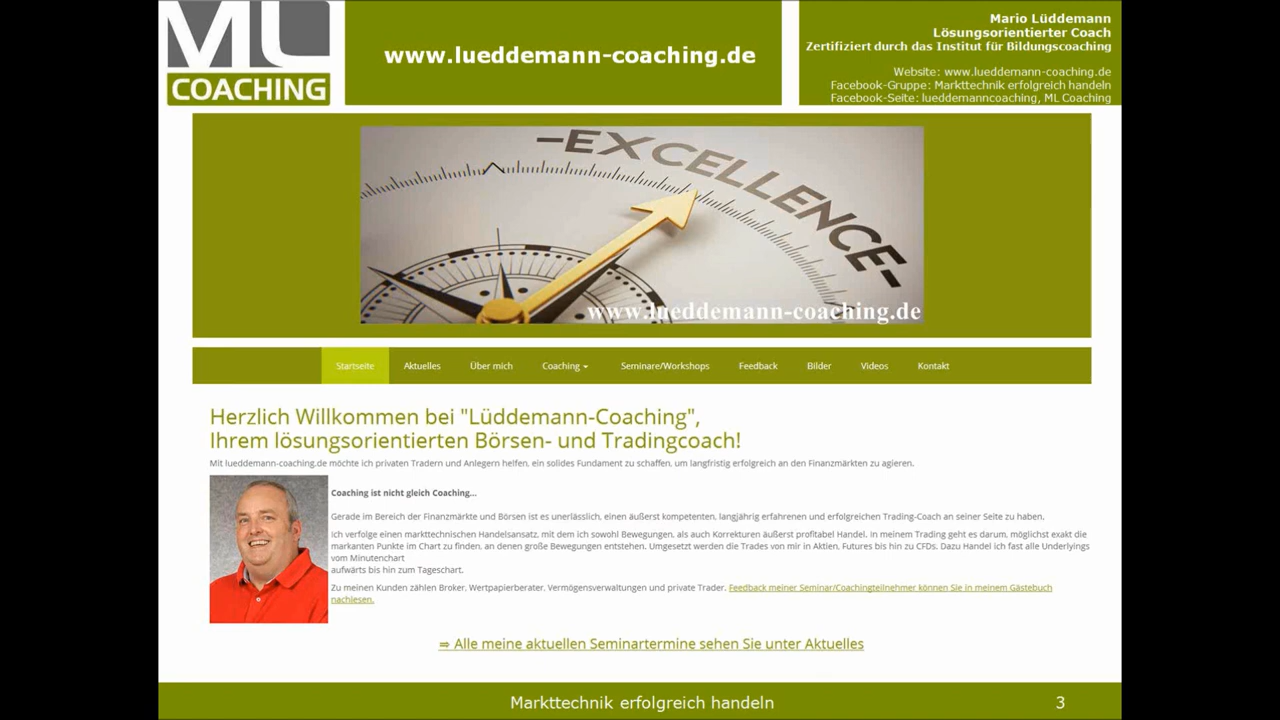 ML
COACHING
www.lueddemann-coaching.de
Mario Lüddemann
Lösungsorientierter Coach
Zertifiziert durch das Institut für Bildungscoaching
Website: www.lueddemann-coaching.de
Facebook-Gruppe: Markttechnik erfolgreich handeln
Facebook-Seite: lueddemanncoaching, ML Coaching
-EXCELLENCE-
www.lueddemann-coaching.de
Startseite Aktuelles Über mich Coaching Seminare/Workshops Feedback Bilder Videos Kontakt
Herzlich Willkommen bei "Lüddemann-Coaching",
Ihrem lösungsorientierten Börsen- und Tradingcoach!
Mit lueddemann-coaching.de möchte ich privaten Tradern und Anlegern helfen, ein solides Fundament zu schaffen, um langfristig erfolgreich an den Finanzmärkten zu agieren.
Coaching ist nicht gleich Coaching...
Gerade im Bereich der Finanzmärkte und Börsen ist es unerlässlich, einen äußerst kompetenten, langjährig erfahrenen und erfolgreichen Trading-Coach an seiner Seite zu haben.
Ich verfolge einen markttechnischen Handelsansatz, mit dem ich sowohl Bewegungen, als auch Korrekturen äußerst profitabel Handel. In meinem Trading geht es darum, möglichst exakt die
markanten Punkte im Chart zu finden, an denen große Bewegungen entstehen. Umgesetzt werden die Trades von mir in Aktien, Futures bis hin zu CFDs. Dazu Handel ich fast alle Underlyings
vom Minutenchart
aufwärts bis hin zum Tageschart.
Zu meinen Kunden zählen Broker, Wertpapierberater, Vermögensverwaltungen und private Trader. Feedback meiner Seminar/Coachingteilnehmer können Sie in meinem Gästebuch
nachlesen.
⇒ Alle meine aktuellen Seminartermine sehen Sie unter Aktuelles
Markttechnik erfolgreich handeln 3